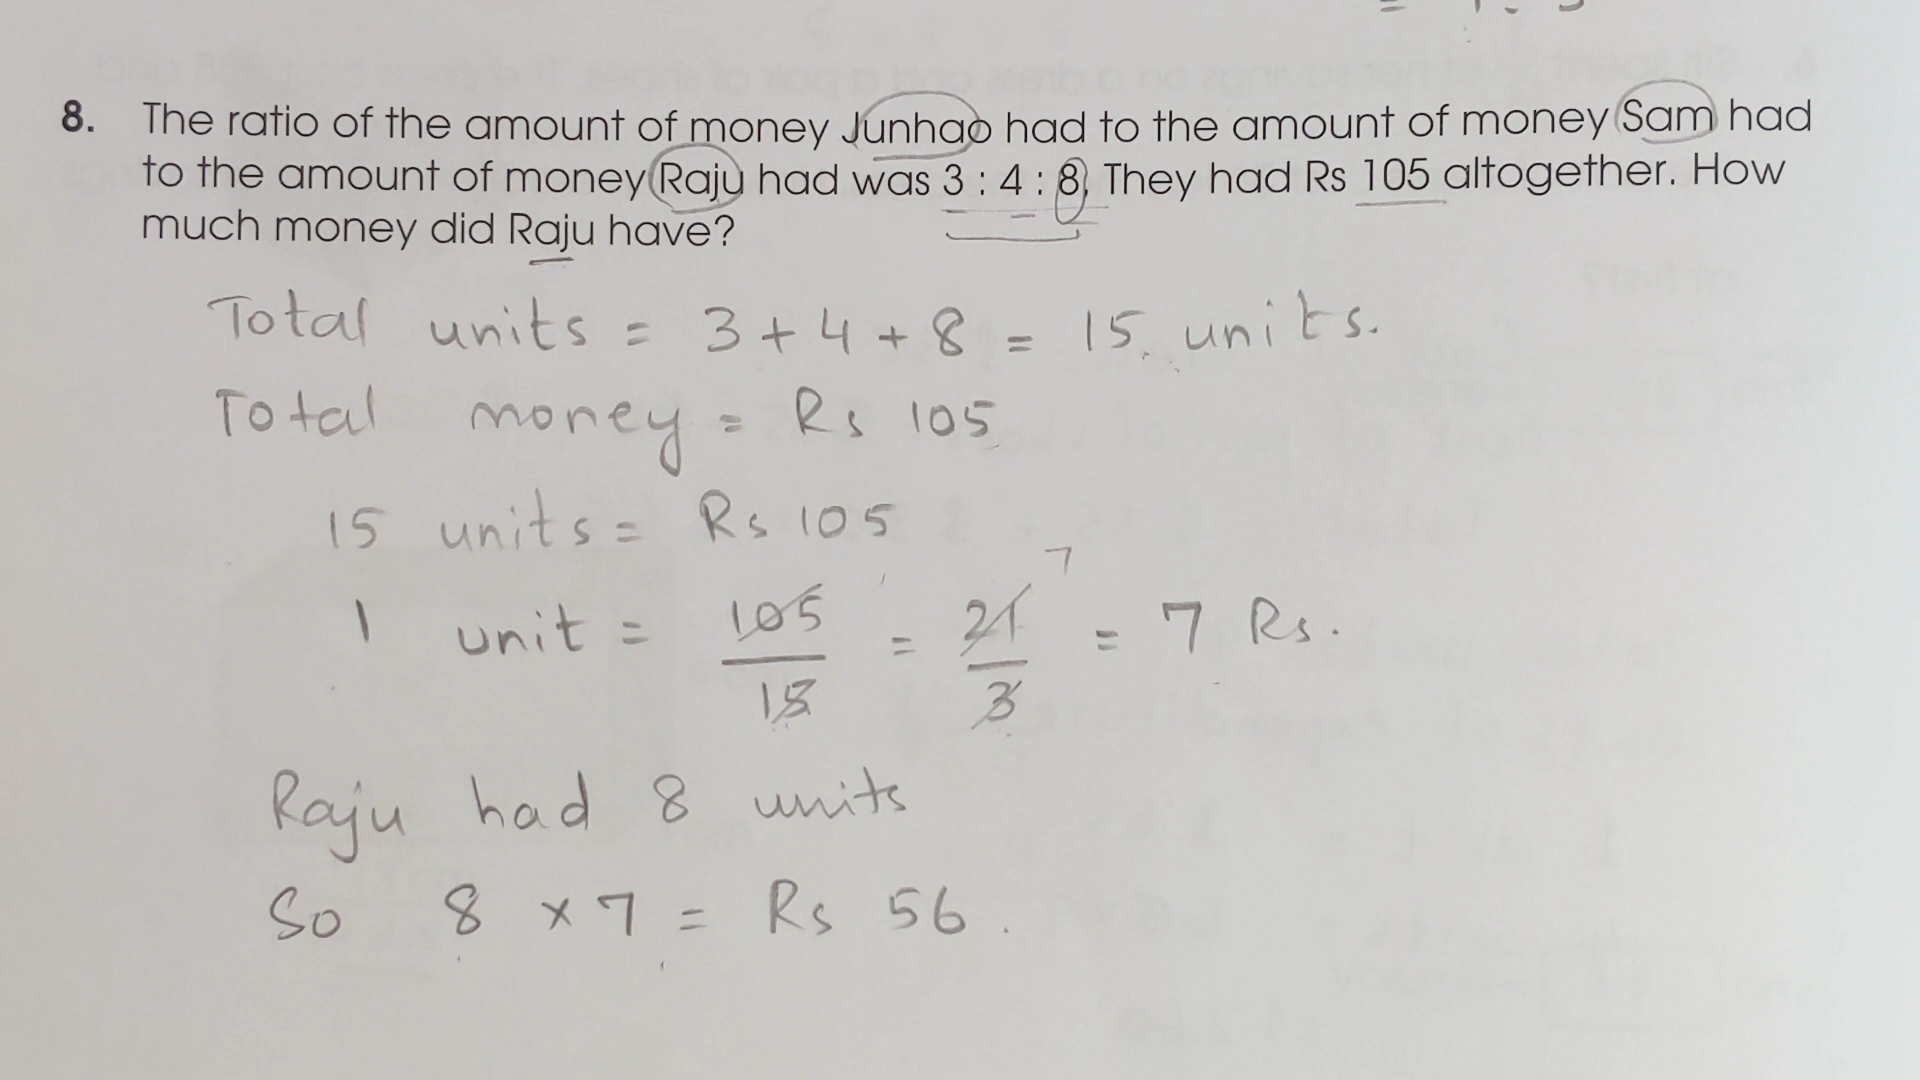 8. The ratio of the amount of money Junhao had to the amount of money Sam had
to the amount of money Raju had was 3 : 4 : 8. They had Rs 105 altogether. How
much money did Raju have?
Total units = 3 + 4 + 8 = 15 units.
Total money = Rs 105
15 units = Rs 105
7
1 unit = 105/15 = 21/3 = 7 Rs.
Raju had 8 units
So 8 x 7 = Rs 56.